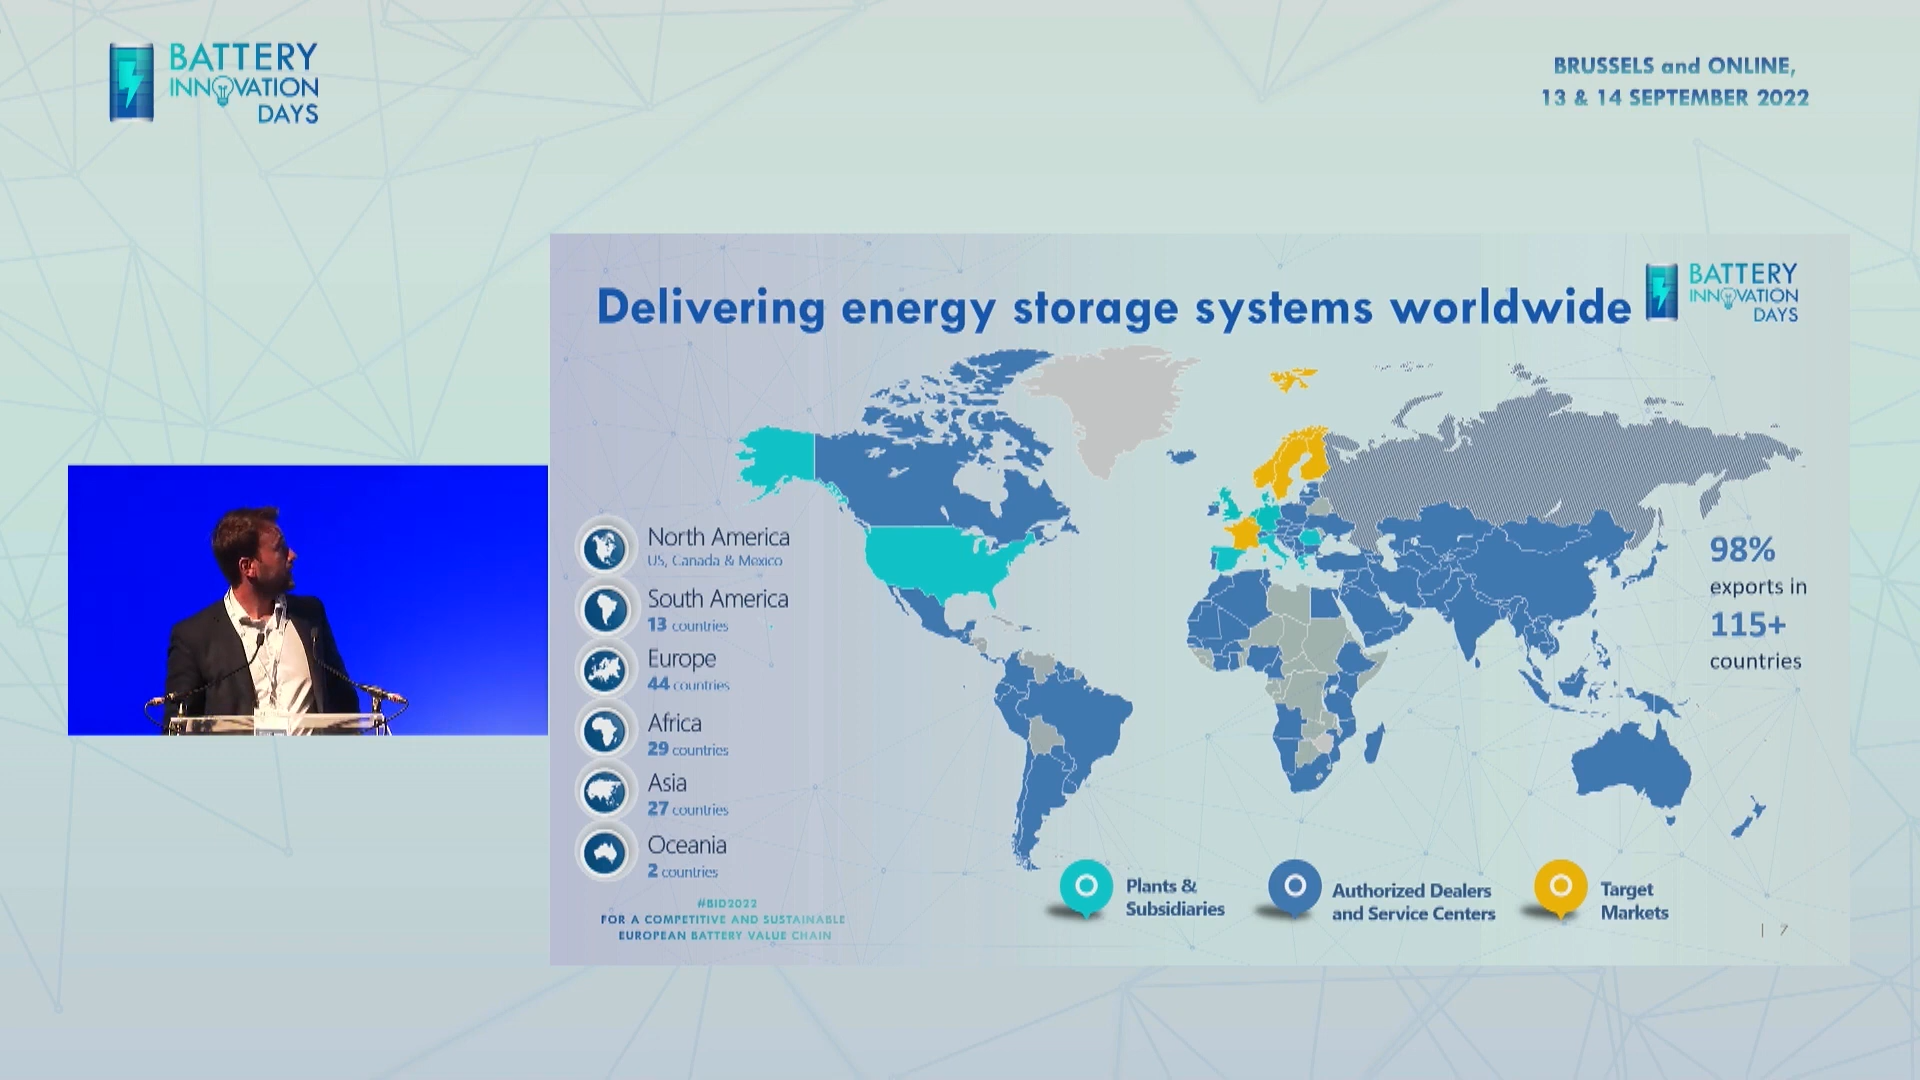 BATTERY
INNOVATION
DAYS
BRUSSELS and ONLINE,
13 & 14 SEPTEMBER 2022
Delivering energy storage systems worldwide
BATTERY
INNOVATION
DAYS
North America
US, Canada & Mexico
South America
13 countries
Europe
44 countries
Africa
29 countries
Asia
27 countries
Oceania
2 countries
98%
exports in
115+
countries
Plants &
Subsidiaries
Authorized Dealers
and Service Centers
Target
Markets
#BID2022
FOR A COMPETITIVE AND SUSTAINABLE
EUROPEAN BATTERY VALUE CHAIN
| 7